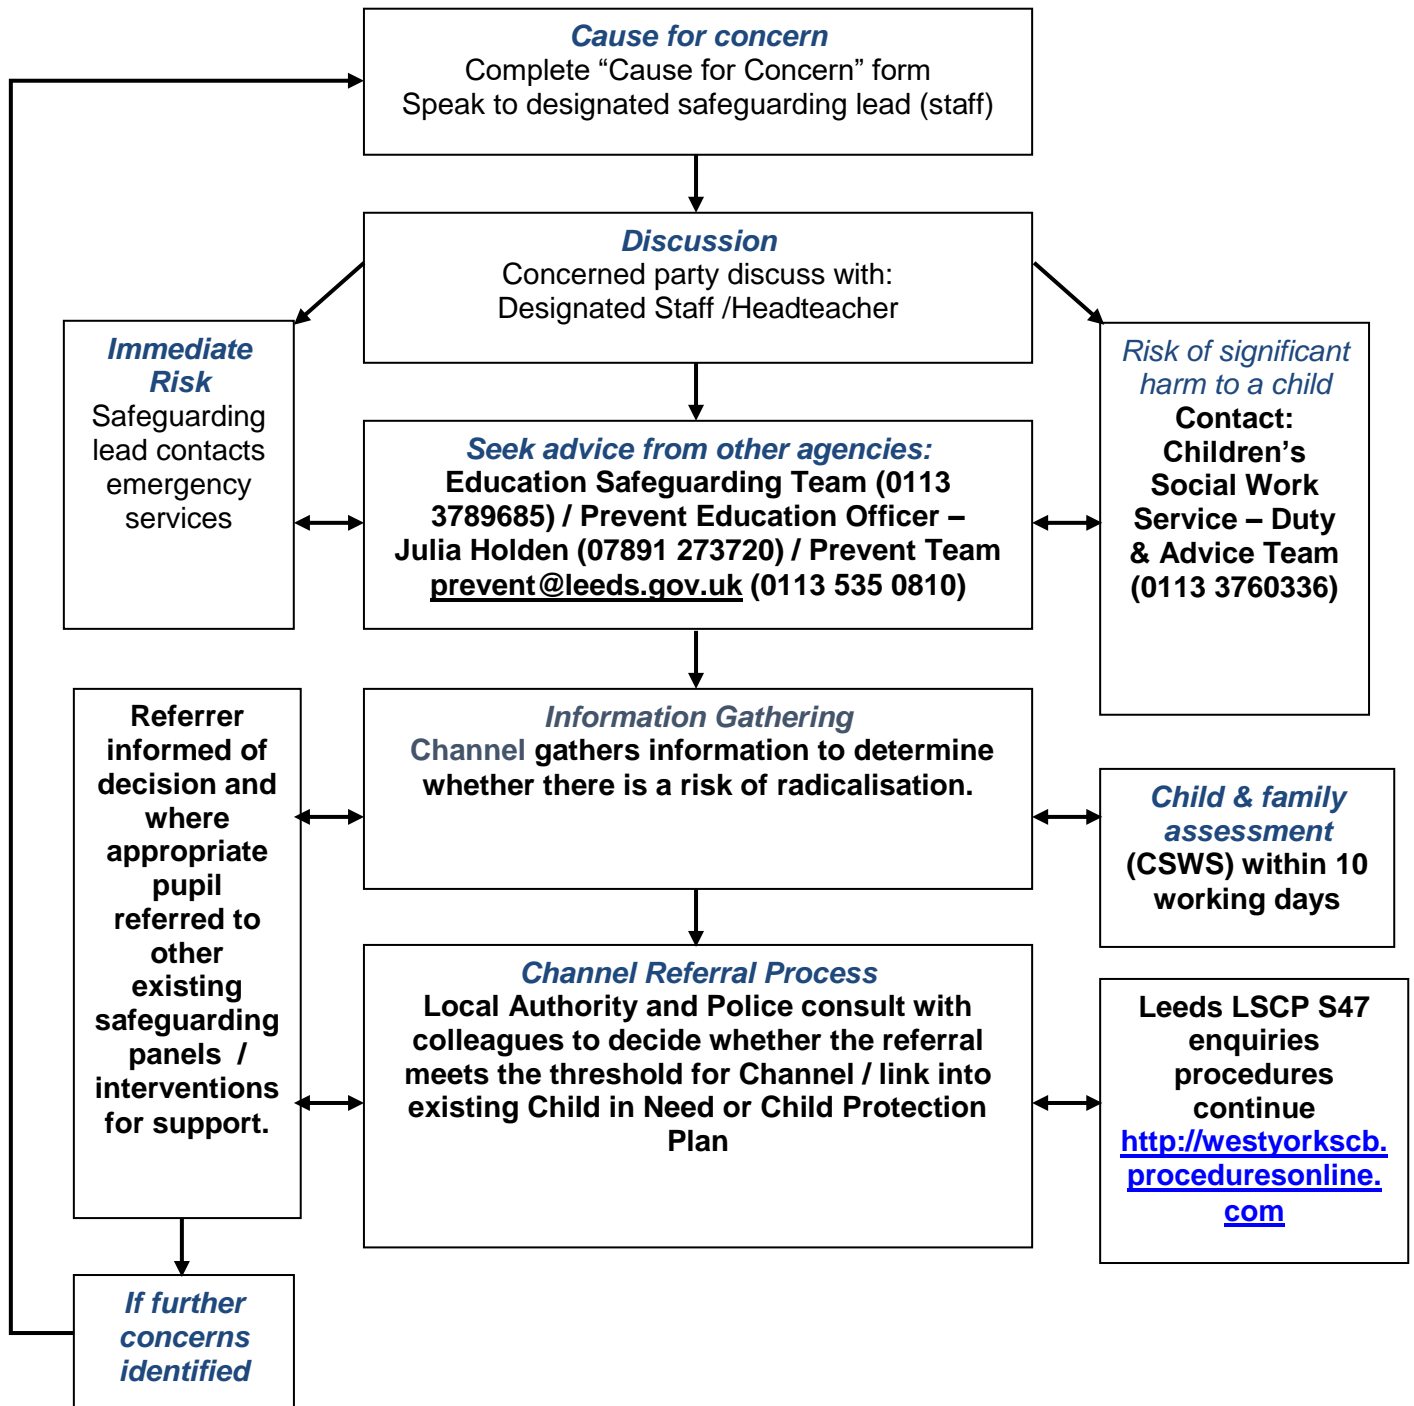 Cause for concern
Complete “Cause for Concern” form
Speak to designated safeguarding lead (staff)
Discussion
Concerned party discuss with:
Designated Staff /Headteacher
Immediate
Risk
Safeguarding
lead contacts
emergency
services
Seek advice from other agencies:
Education Safeguarding Team (0113
3789685) / Prevent Education Officer –
Julia Holden (07891 273720) / Prevent Team
prevent@leeds.gov.uk (0113 535 0810)
Risk of significant
harm to a child
Contact:
Children’s
Social Work
Service – Duty
& Advice Team
(0113 3760336)
Referrer
informed of
decision and
where
appropriate
pupil
referred to
other
existing
safeguarding
panels /
interventions
for support.
Information Gathering
Channel gathers information to determine
whether there is a risk of radicalisation.
Child & family
assessment
(CSWS) within 10
working days
Channel Referral Process
Local Authority and Police consult with
colleagues to decide whether the referral
meets the threshold for Channel / link into
existing Child in Need or Child Protection
Plan
Leeds LSCP S47
enquiries
procedures
continue
http://westyorkscb.
proceduresonline.
com
If further
concerns
identified